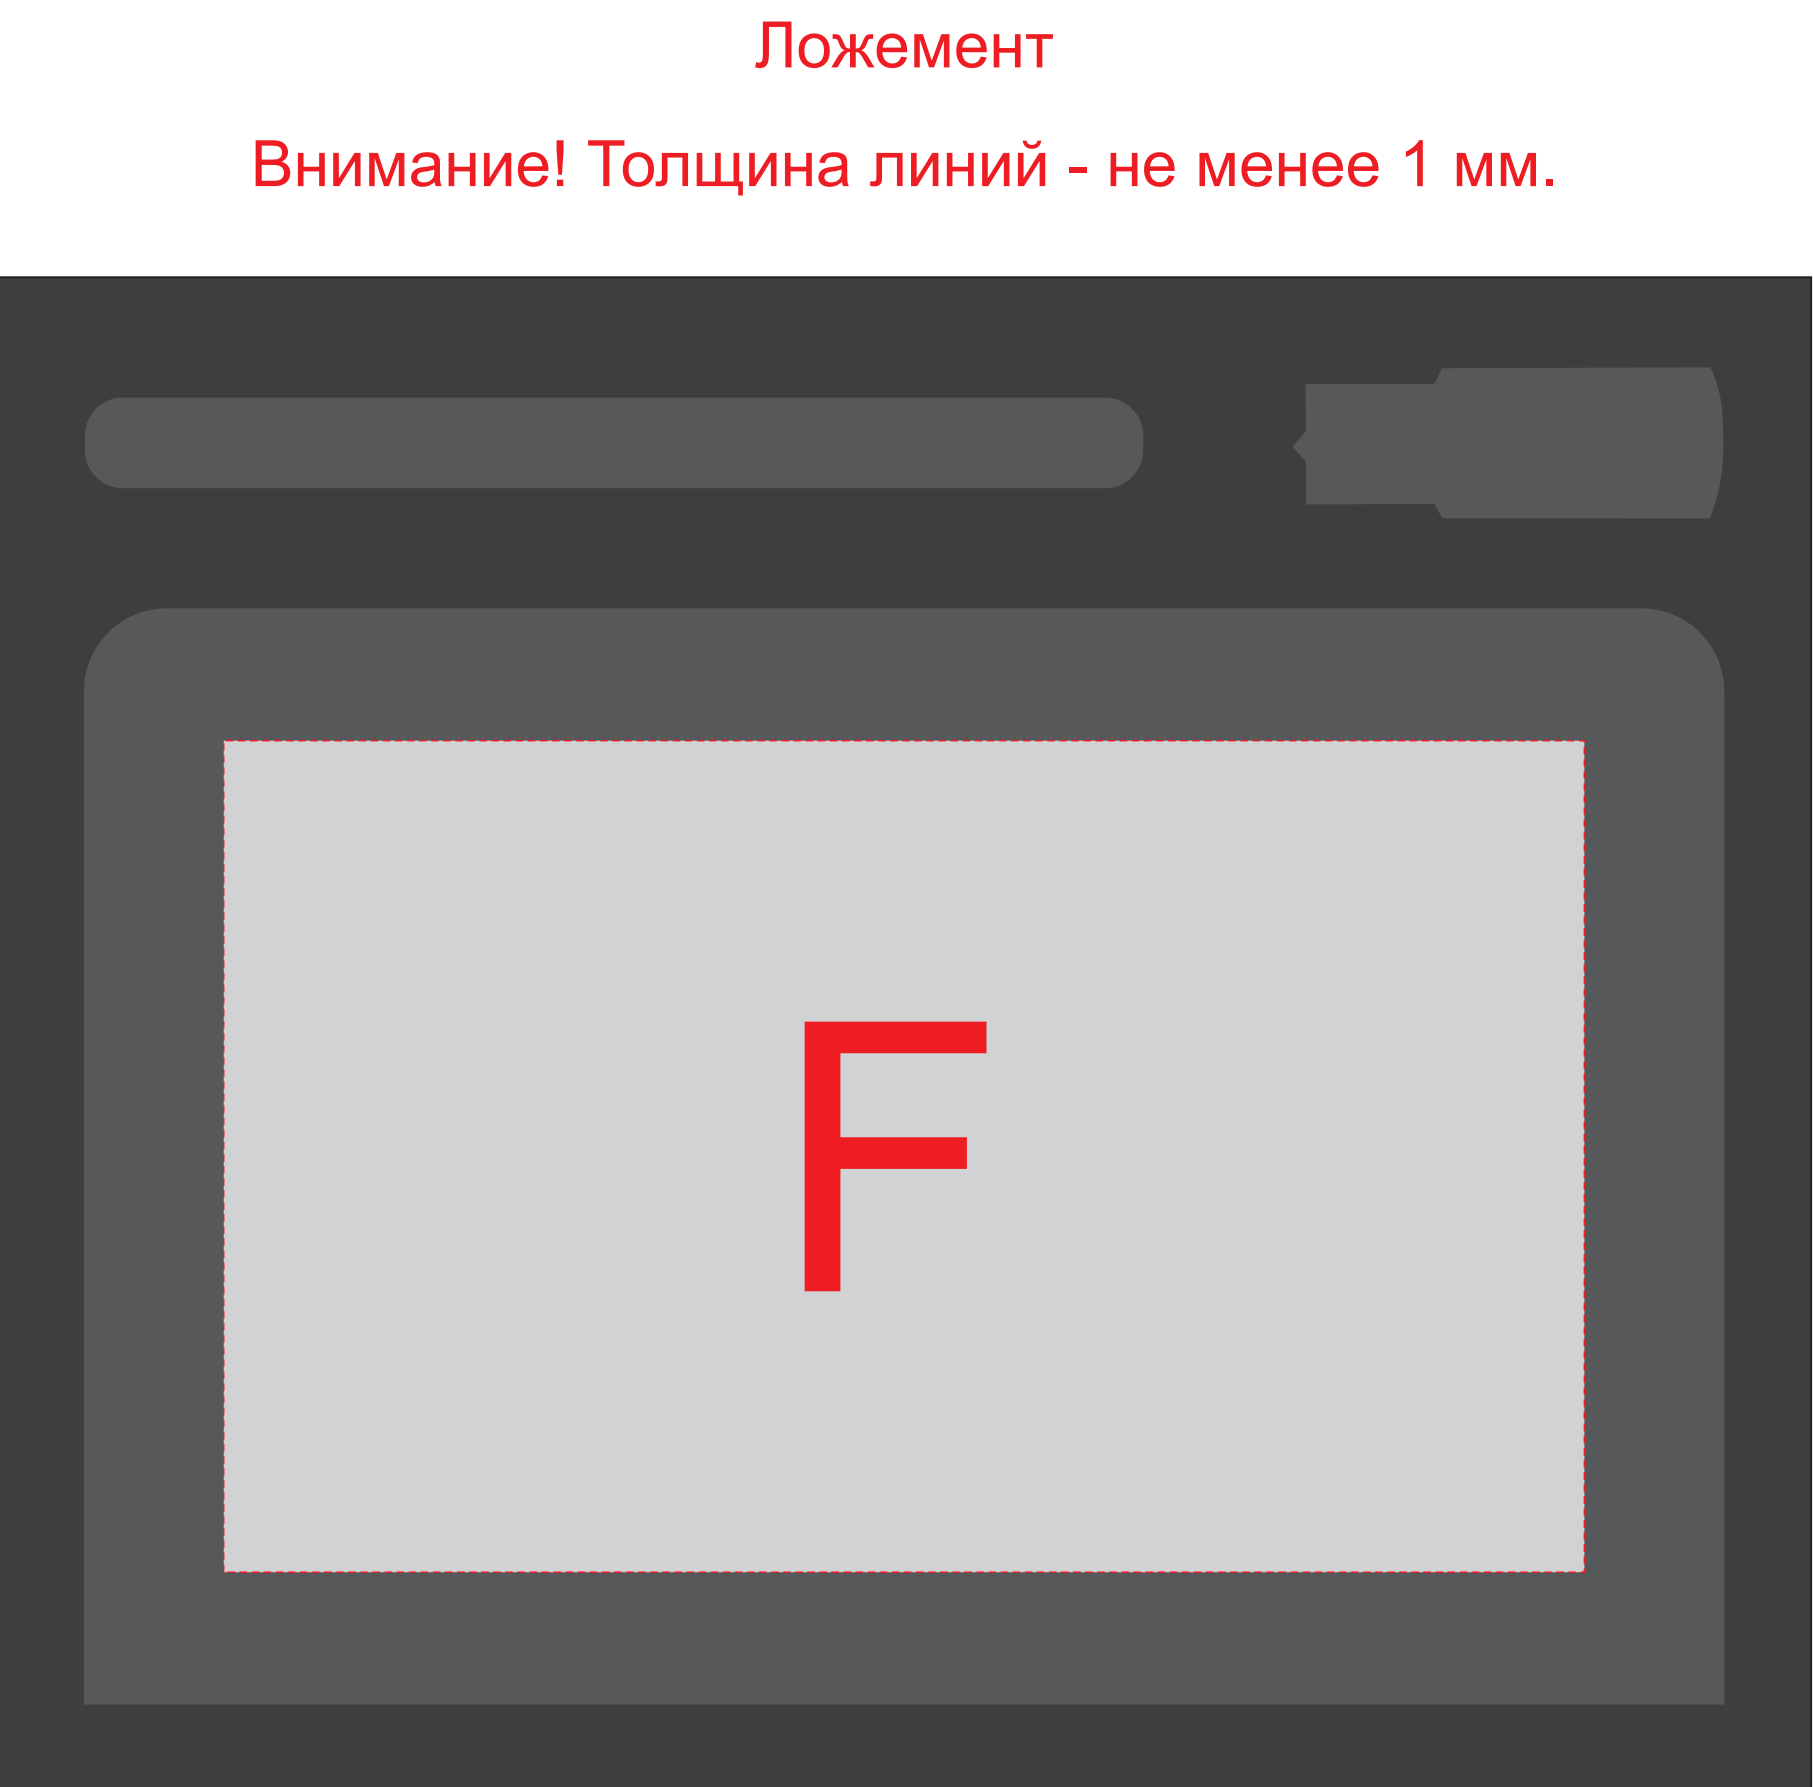 Ложемент
Внимание! Толщина линий - не менее 1 мм.
F